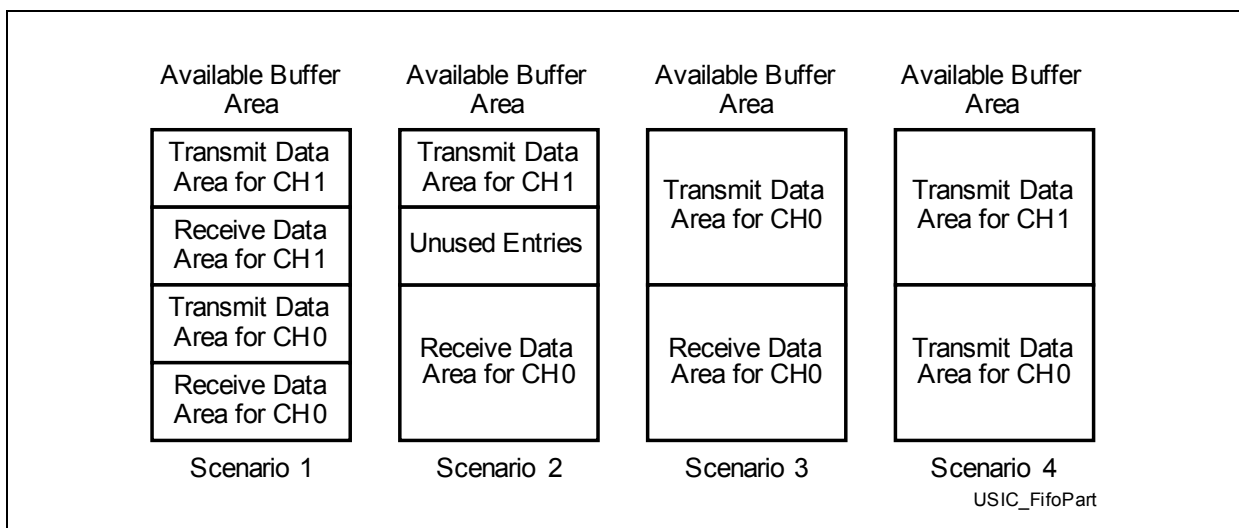 Available Buffer
Area
Transmit Data
Area for CH1
Receive Data
Area for CH1
Transmit Data
Area for CH0
Receive Data
Area for CH0
Scenario 1
Available Buffer
Area
Transmit Data
Area for CH1
Unused Entries
Receive Data
Area for CH0
Scenario 2
Available Buffer
Area
Transmit Data
Area for CH0
Receive Data
Area for CH0
Scenario 3
Available Buffer
Area
Transmit Data
Area for CH1
Transmit Data
Area for CH0
Scenario 4
USIC_FifoPart